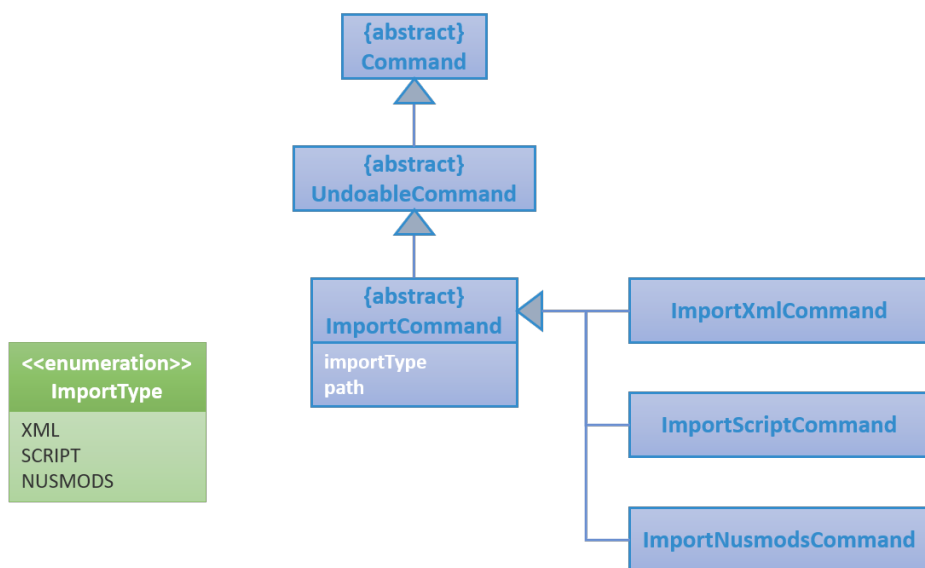 {abstract}
Command
{abstract}
UndoableCommand
{abstract}
ImportCommand
importType
path
ImportXmlCommand
ImportScriptCommand
ImportNusmodsCommand
<<enumeration>>
ImportType
XML
SCRIPT
NUSMODS